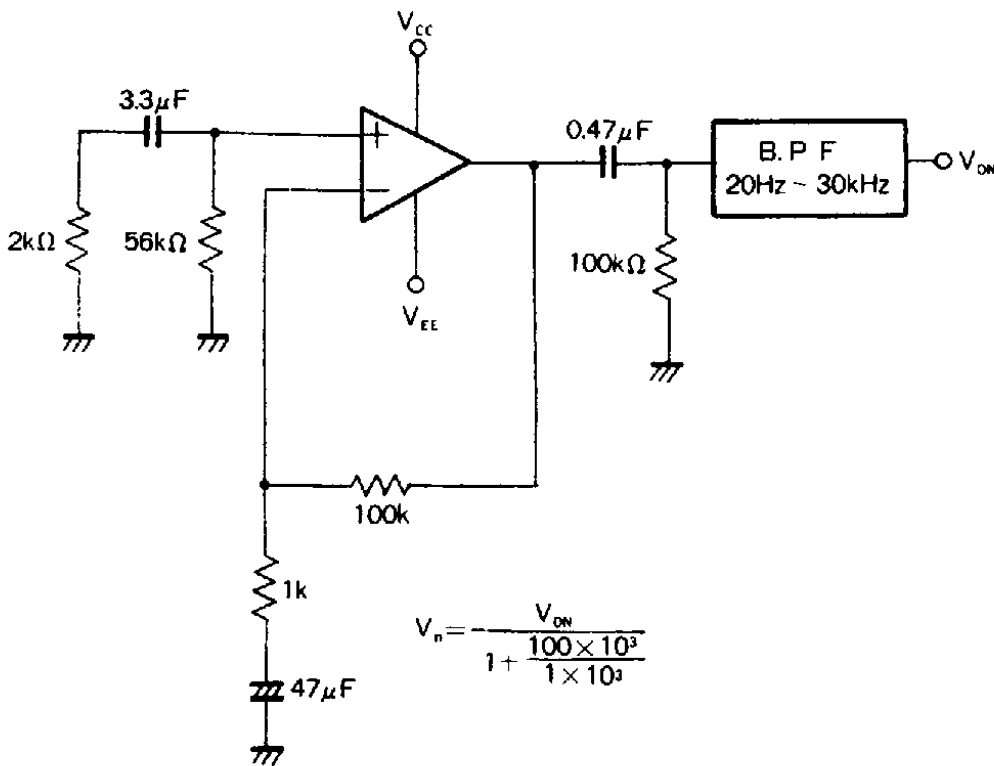 V_CC
3.3μF
+
−
0.47μF
B.P F
20Hz ~ 30kHz
V_ON
2kΩ
56kΩ
100kΩ
V_EE
100k
1k
V_n = V_ON / (1 + (100 × 10³ / 1 × 10³))
47μF